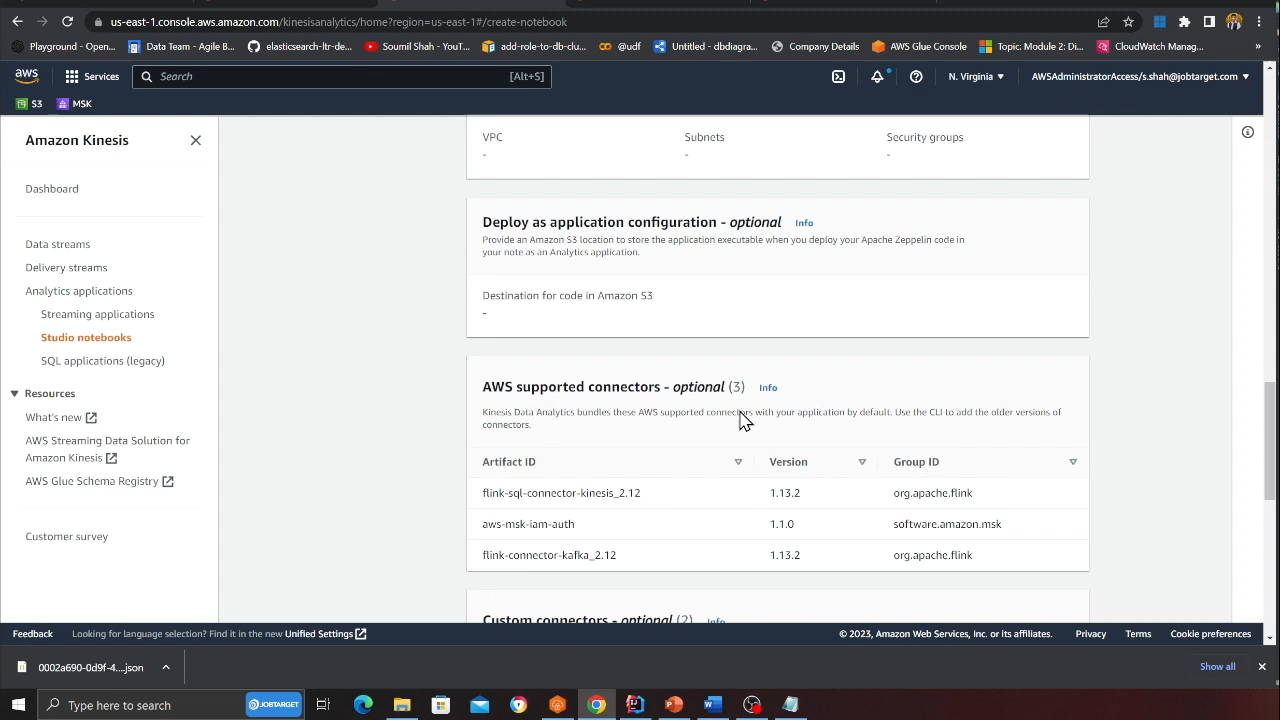 us-east-1.console.aws.amazon.com/kinesisanalytics/home?region=us-east-1#/create-notebook
Playground - Open...
Data Team - Agile B...
elasticsearch-ltr-de...
Soumil Shah - YouT...
add-role-to-db-clu...
@udf
Untitled - dbdiagra...
Company Details
AWS Glue Console
Topic: Module 2: Di...
CloudWatch Manag...
»
aws
Services
Search
[Alt+S]
N. Virginia
AWSAdministratorAccess/s.shah@jobtarget.com
S3
MSK
Amazon Kinesis
Dashboard
Data streams
Delivery streams
Analytics applications
Streaming applications
Studio notebooks
SQL applications (legacy)
Resources
What's new
AWS Streaming Data Solution for
Amazon Kinesis
AWS Glue Schema Registry
Customer survey
VPC Subnets Security groups
- - -
Deploy as application configuration - optional Info
Provide an Amazon S3 location to store the application executable when you deploy your Apache Zeppelin code in
your note as an Analytics application.
Destination for code in Amazon S3
-
AWS supported connectors - optional (3) Info
Kinesis Data Analytics bundles these AWS supported connectors with your application by default. Use the CLI to add the older versions of
connectors.
Artifact ID Version Group ID
flink-sql-connector-kinesis_2.12 1.13.2 org.apache.flink
aws-msk-iam-auth 1.1.0 software.amazon.msk
flink-connector-kafka_2.12 1.13.2 org.apache.flink
Custom connectors - optional (2) Info
Feedback
Looking for language selection? Find it in the new Unified Settings
© 2023, Amazon Web Services, Inc. or its affiliates.
Privacy
Terms
Cookie preferences
0002a690-0d9f-4....json
Show all
Type here to search
JOBTARGET